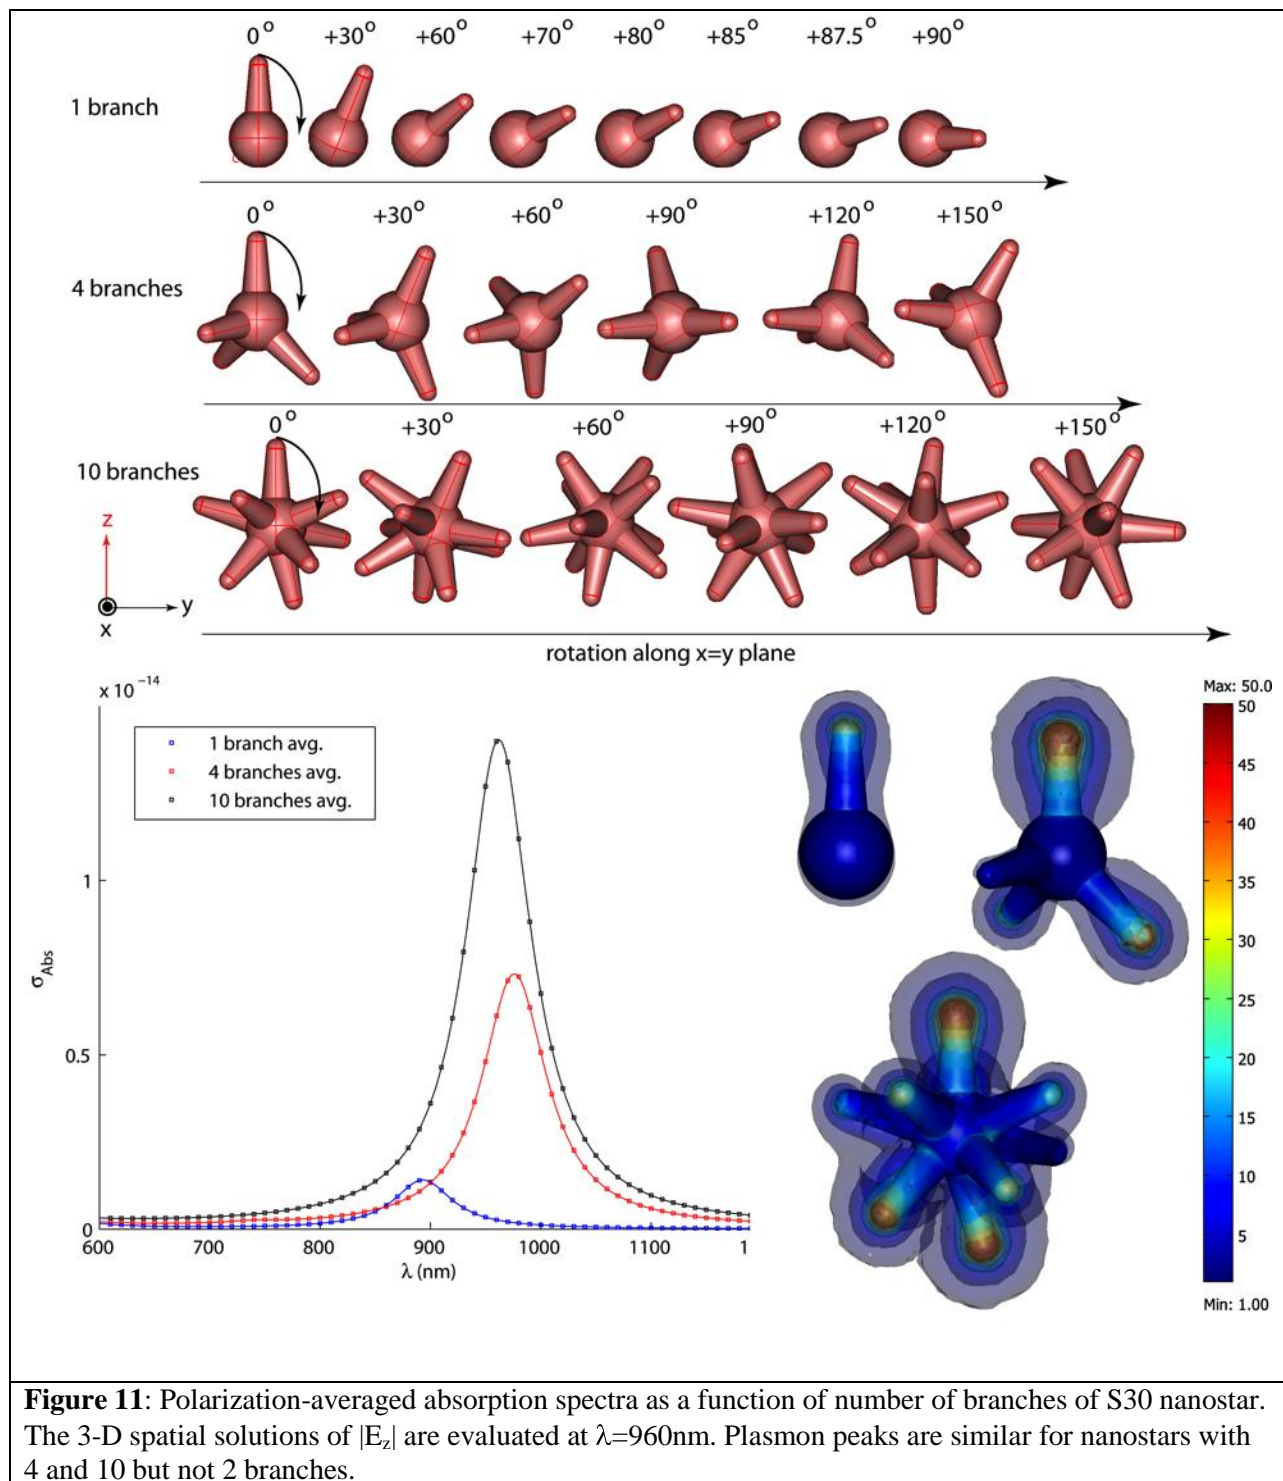 0° +30° +60° +70° +80° +85° +87.5° +90°
1 branch
0° +30° +60° +90° +120° +150°
4 branches
0° +30° +60° +90° +120° +150°
10 branches
z
y
x
rotation along x=y plane
x 10 −14
1 branch avg.
4 branches avg.
10 branches avg.
1
0.5
0
σAbs
600 700 800 900 1000 1100 1
λ (nm)
Max: 50.0
50
45
40
35
30
25
20
15
10
5
Min: 1.00
Figure 11: Polarization-averaged absorption spectra as a function of number of branches of S30 nanostar.
The 3-D spatial solutions of |Ez| are evaluated at λ=960nm. Plasmon peaks are similar for nanostars with
4 and 10 but not 2 branches.